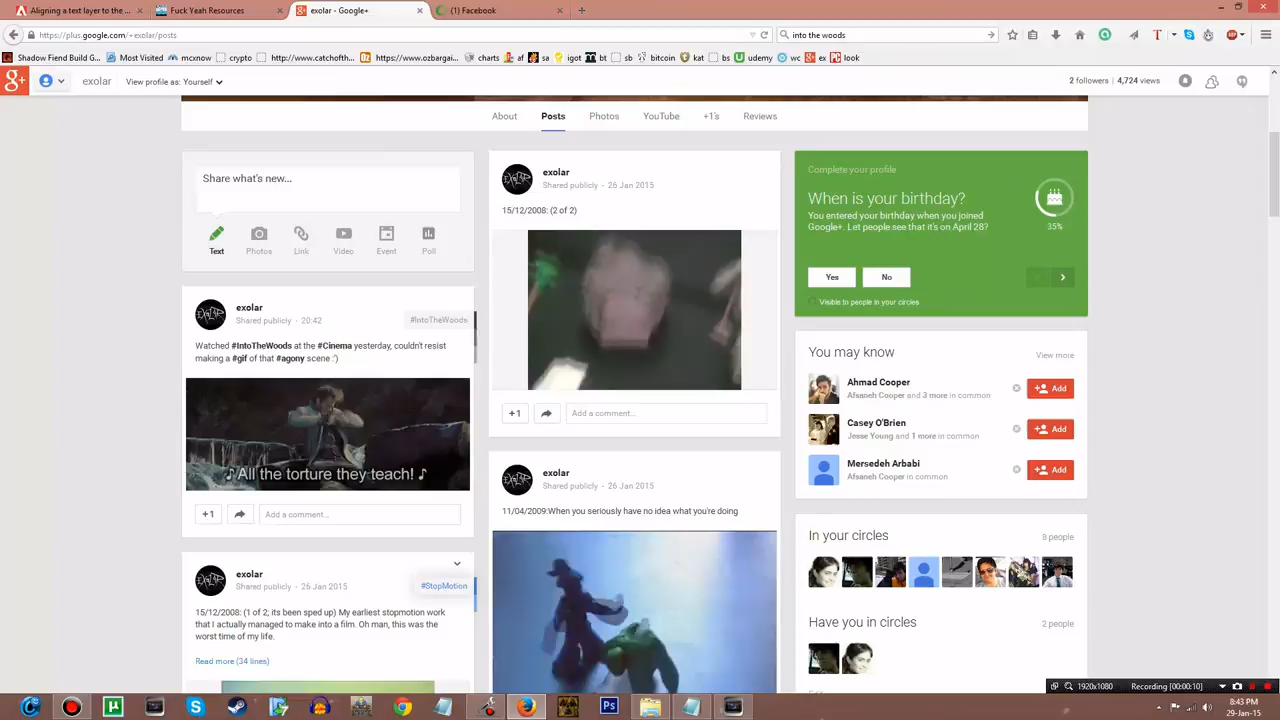 Aligning a text layer to the...
Fuck Yeah Resources
exolar - Google+
(1) Facebook
https://plus.google.com/+exolar/posts
into the woods
Shadow Fiend Build G...
Most Visited
mcxnow
crypto
http://www.catchofth...
https://www.ozbargai...
charts
af
sa
igot
bt
sb
bitcoin
kat
bs
udemy
wc
ex
look
exolar
View profile as: Yourself
2 followers | 4,724 views
About
Posts
Photos
YouTube
+1's
Reviews
Share what's new...
Text
Photos
Link
Video
Event
Poll
exolar
Shared publicly - 20:42
#IntoTheWoods
Watched #IntoTheWoods at the #Cinema yesterday, couldn't resist
making a #gif of that #agony scene :')
♪All the torture they teach! ♪
+1
Add a comment...
exolar
Shared publicly - 26 Jan 2015
#StopMotion
15/12/2008: (1 of 2; its been sped up) My earliest stopmotion work
that I actually managed to make into a film. Oh man, this was the
worst time of my life.
Read more (34 lines)
exolar
Shared publicly - 26 Jan 2015
15/12/2008: (2 of 2)
+1
Add a comment...
exolar
Shared publicly - 26 Jan 2015
11/04/2009:When you seriously have no idea what you're doing
Complete your profile
When is your birthday?
You entered your birthday when you joined
Google+. Let people see that it's on April 28?
35%
Yes
No
Visible to people in your circles
You may know
View more
Ahmad Cooper
Afsaneh Cooper and 3 more in common
Add
Casey O'Brien
Jesse Young and 1 more in common
Add
Mersedeh Arbabi
Afsaneh Cooper in common
Add
In your circles
8 people
Have you in circles
2 people
1920x1080
Recording [00:00:10]
8:43 PM
29-Jan-15